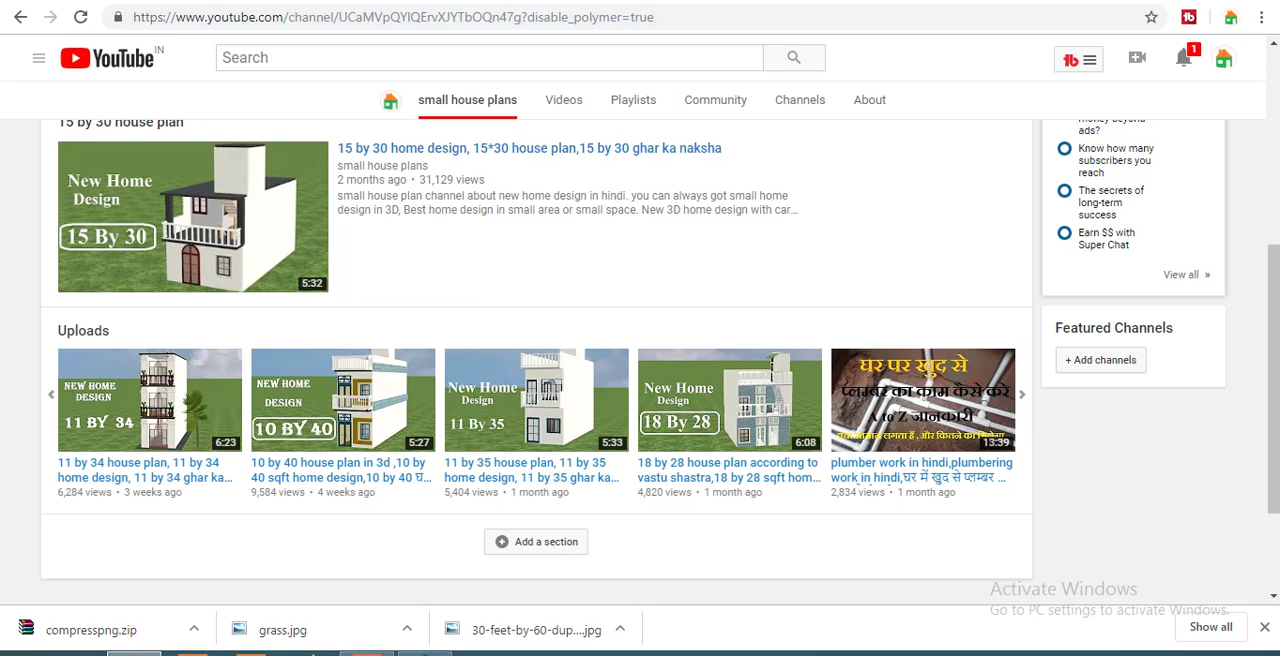 https://www.youtube.com/channel/UCaMVpQYIQErvXJYTbOQn47g?disable_polymer=true
YouTube IN
Search
1
small house plans Videos Playlists Community Channels About
15 by 30 house plan
New Home
Design
15 By 30
5:32
15 by 30 home design, 15*30 house plan,15 by 30 ghar ka naksha
small house plans
2 months ago • 31,129 views
small house plan channel about new home design in hindi. you can always got small home
design in 3D, Best home design in small area or small space. New 3D home design with car...
money beyond
ads?
Know how many
subscribers you
reach
The secrets of
long-term
success
Earn $$ with
Super Chat
View all »
Featured Channels
+ Add channels
Uploads
NEW HOME
DESIGN
11 BY 34
6:23
11 by 34 house plan, 11 by 34
home design, 11 by 34 ghar ka...
6,284 views • 3 weeks ago
NEW HOME
DESIGN
10 BY 40
5:27
10 by 40 house plan in 3d ,10 by
40 sqft home design,10 by 40 घ...
9,584 views • 4 weeks ago
New Home
Design
11 By 35
5:33
11 by 35 house plan, 11 by 35
home design, 11 by 35 ghar ka...
5,404 views • 1 month ago
New Home
Design
18 By 28
6:08
18 by 28 house plan according to
vastu shastra,18 by 28 sqft hom...
4,820 views • 1 month ago
घर पर खुद से
प्लम्बर का काम कैसे करे
A to Z जानकारी
13:39
plumber work in hindi,plumbering
work in hindi,घर में खुद से प्लम्बर ...
2,834 views • 1 month ago
Add a section
Activate Windows
Go to PC settings to activate Windows.
compresspng.zip
grass.jpg
30-feet-by-60-dup....jpg
Show all